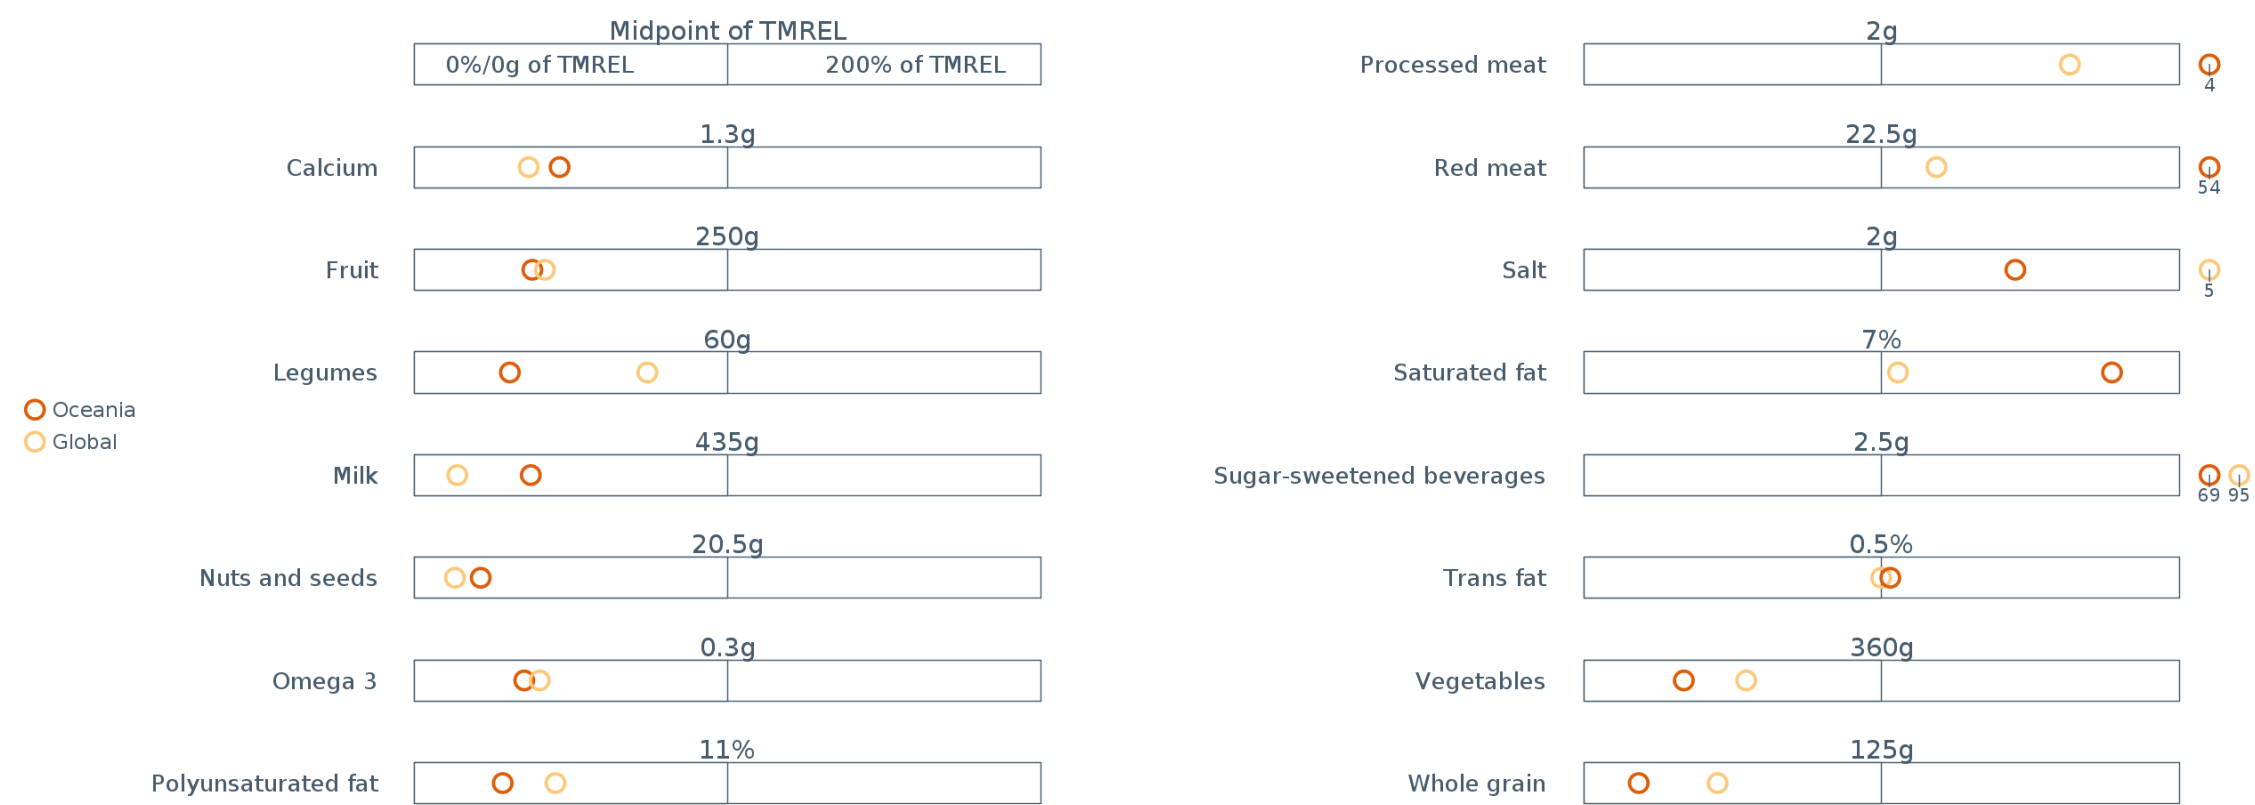 Midpoint of TMREL
0%/0g of TMREL
200% of TMREL
1.3g
Calcium
250g
Fruit
60g
Legumes
435g
Milk
20.5g
Nuts and seeds
0.3g
Omega 3
11%
Polyunsaturated fat
Oceania
Global
2g
Processed meat
4
22.5g
Red meat
54
2g
Salt
5
7%
Saturated fat
2.5g
Sugar-sweetened beverages
69 95
0.5%
Trans fat
360g
Vegetables
125g
Whole grain